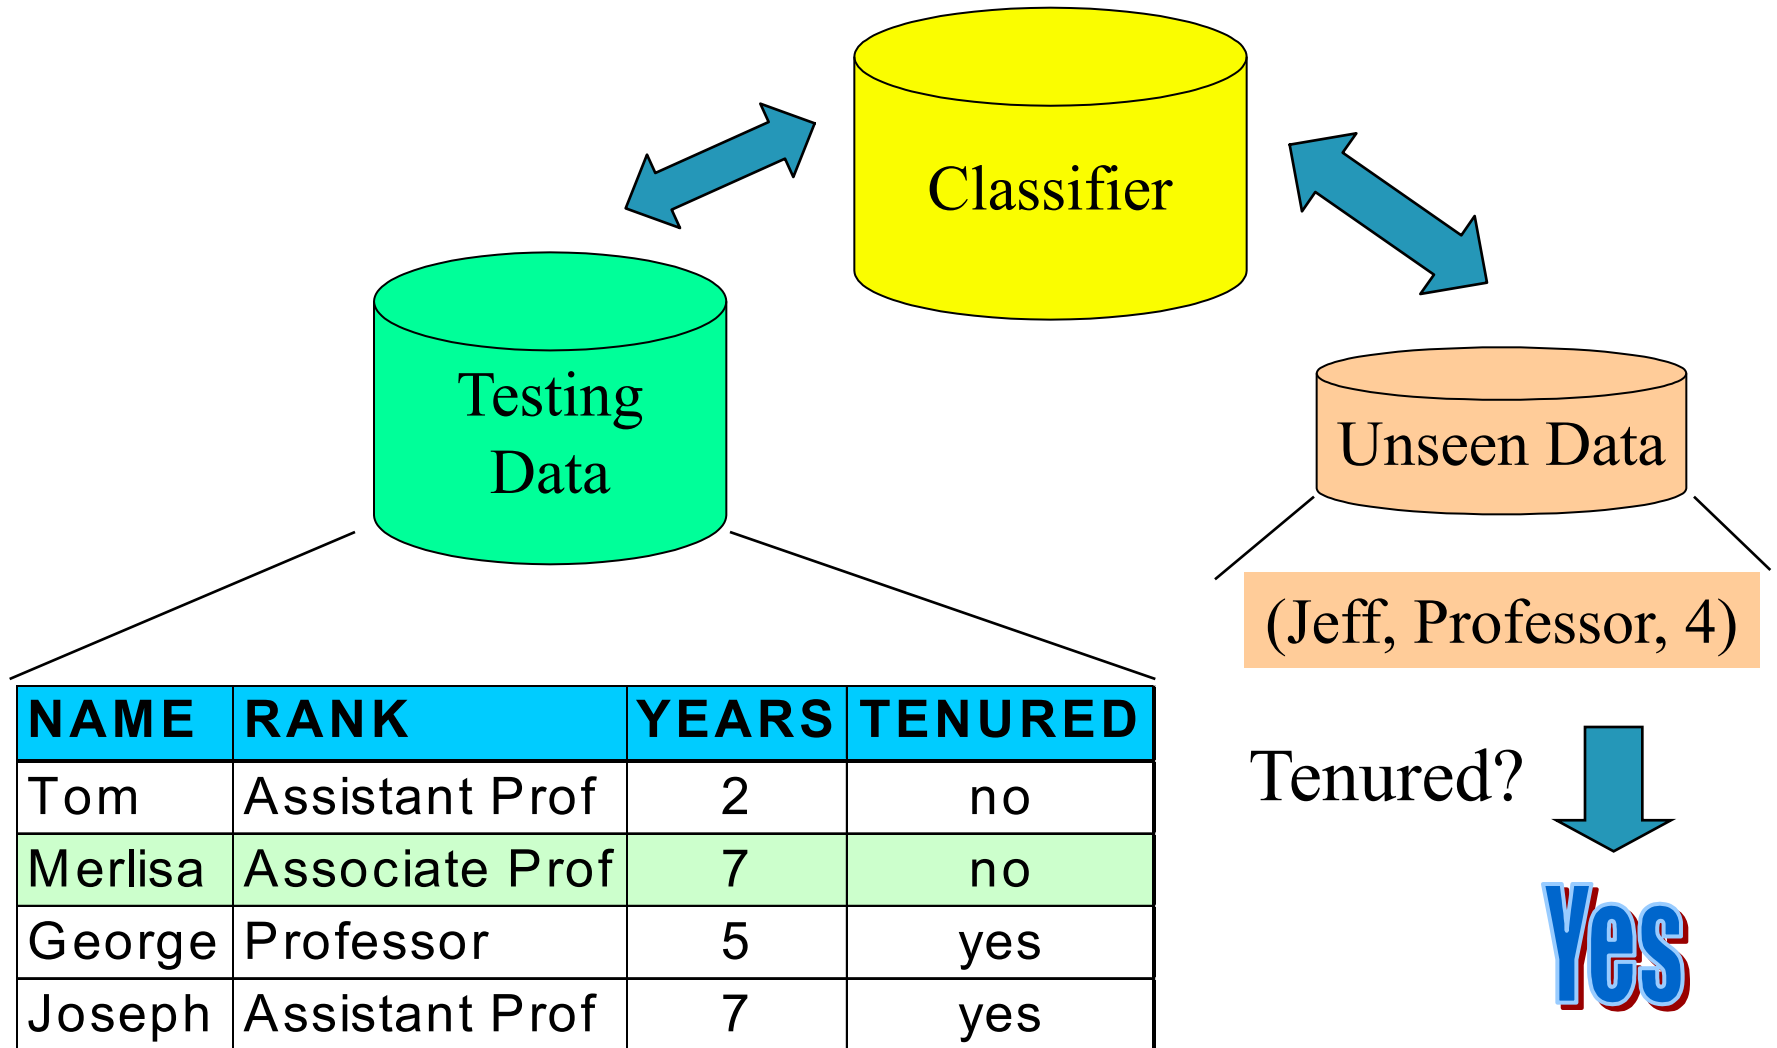 Classifier
Testing
Data
Unseen Data
(Jeff, Professor, 4)
NAME RANK YEARS TENURED
Tom Assistant Prof 2 no
Merlisa Associate Prof 7 no
George Professor 5 yes
Joseph Assistant Prof 7 yes
Tenured?
Yes